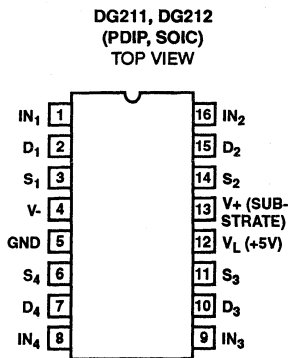 DG211, DG212
(PDIP, SOIC)
TOP VIEW
IN1 1 16 IN2
D1 2 15 D2
S1 3 14 S2
V- 4 13 V+ (SUB-
STRATE)
GND 5 12 VL (+5V)
S4 6 11 S3
D4 7 10 D3
IN4 8 9 IN3